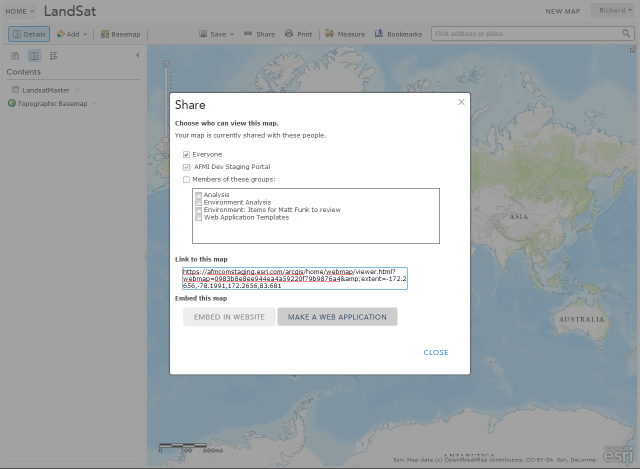 HOME LandSat NEW MAP Richard
Details Add Basemap Save Share Print Measure Bookmarks Find address or place
Contents
LandsatMaster
Topographic Basemap
Share
Choose who can view this map.
Your map is currently shared with these people.
Everyone
AFMI Dev Staging Portal
Members of these groups:
Analysis
Environment Analysis
Environment: Items for Matt Funk to review
Web Application Templates
Link to this map
https://afmcomstaging.esri.com/arcgis/home/webmap/viewer.html?
webmap=0983b8e8ee944ea4a59220f79b9876a4&amp;extent=-172.2
656,-78.1991,172.2656,83.681
Embed this map
EMBED IN WEBSITE MAKE A WEB APPLICATION
CLOSE
ASIA
AUSTRALIA
0 300 600mi
ANTARCTICA
Esri. Map data (c) OpenStreetMap contributors, CC-BY-SA Esri, DeLorme,
esri